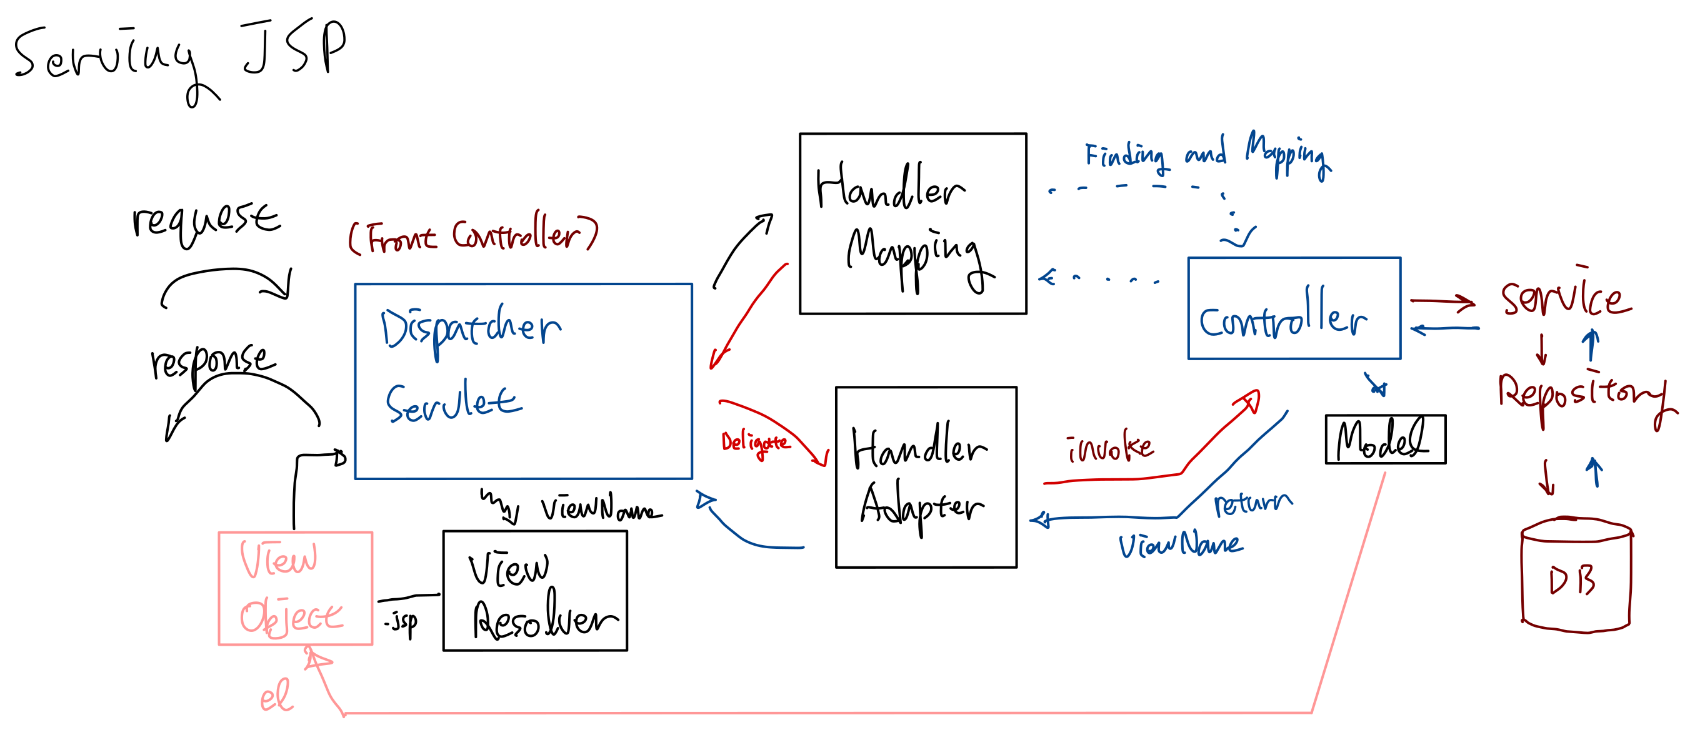 Serving JSP
request
(Front Controller)
Dispatcher
Servlet
response
Handler
Mapping
Finding and Mapping
Controller
Service
Repository
DB
Model
Deligate
Handler
Adapter
invoke
return
ViewName
ViewName
View
Resolver
.jsp
View
Object
el